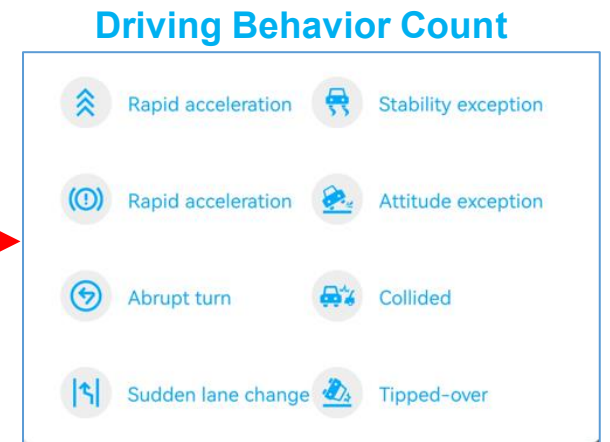 Driving Behavior Count
Rapid acceleration
Stability exception
Rapid acceleration
Attitude exception
Abrupt turn
Collided
Sudden lane change
Tipped-over